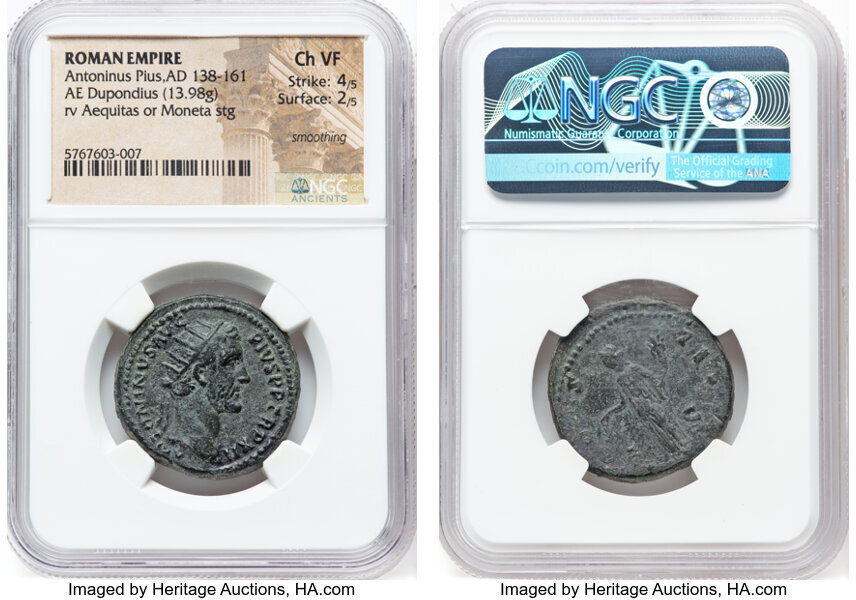 ROMAN EMPIRE
Antoninus Pius, AD 138-161
AE Dupondius (13.98g)
rv Aequitas or Moneta stg
5767603-007
Ch VF
Strike: 4/5
Surface: 2/5
smoothing
NGC
ANCIENTS
NGC
Numismatic Guaranty Corporation
NGCcoin.com/verify
The Official Grading
Service of the ANA
PIVS P P
Imaged by Heritage Auctions, HA.com
Imaged by Heritage Auctions, HA.com